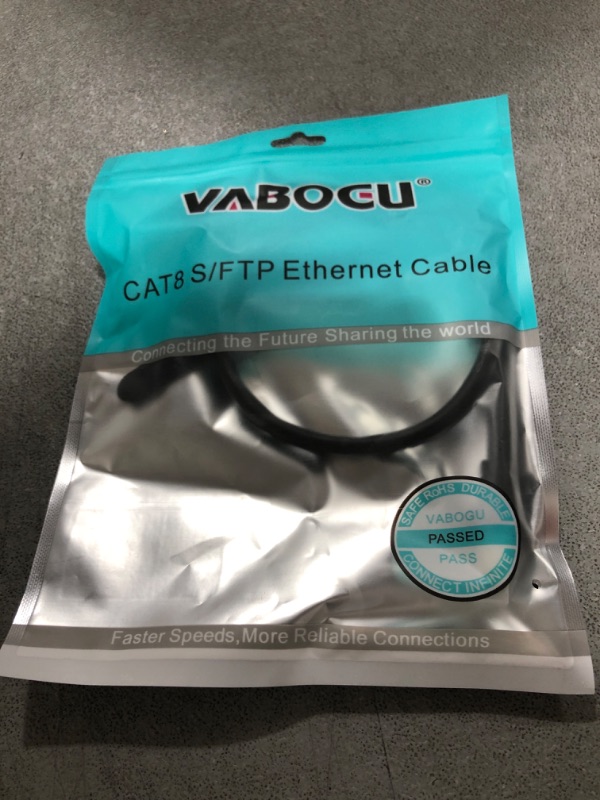 VABOGU®
CAT8 S/FTP Ethernet Cable
Connecting the Future Sharing the world
SAFE RoHS DURABLE
VABOGU
PASSED
PASS
CONNECT INFINITE
Faster Speeds,More Reliable Connections